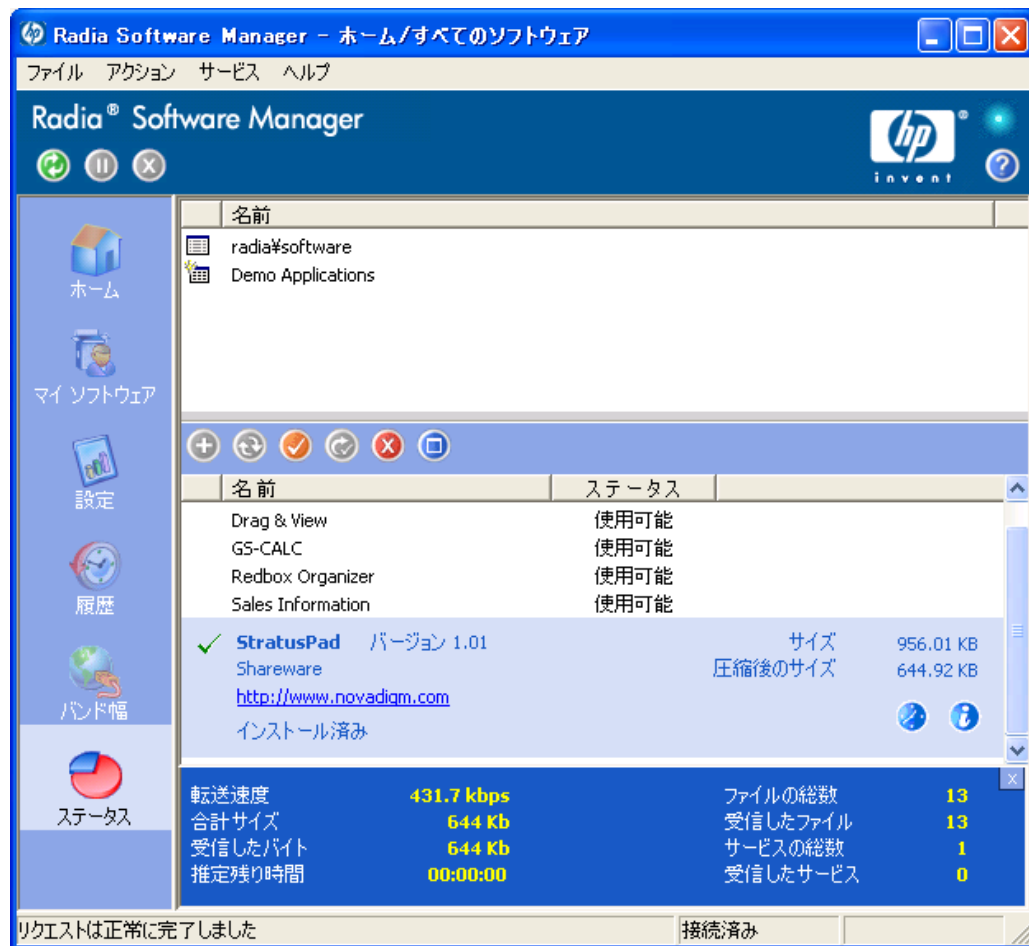 Radia Software Manager - ホーム/すべてのソフトウェア
ファイル アクション サービス ヘルプ
Radia® Software Manager
hp ®
invent
ホーム
マイ ソフトウェア
設定
履歴
バンド幅
ステータス
名前
radia¥software
Demo Applications
名前 ステータス
Drag & View 使用可能
GS-CALC 使用可能
Redbox Organizer 使用可能
Sales Information 使用可能
StratusPad バージョン 1.01 サイズ 956.01 KB
Shareware 圧縮後のサイズ 644.92 KB
http://www.novadigm.com
インストール済み
転送速度 431.7 kbps ファイルの総数 13
合計サイズ 644 Kb 受信したファイル 13
受信したバイト 644 Kb サービスの総数 1
推定残り時間 00:00:00 受信したサービス 0
リクエストは正常に完了しました 接続済み